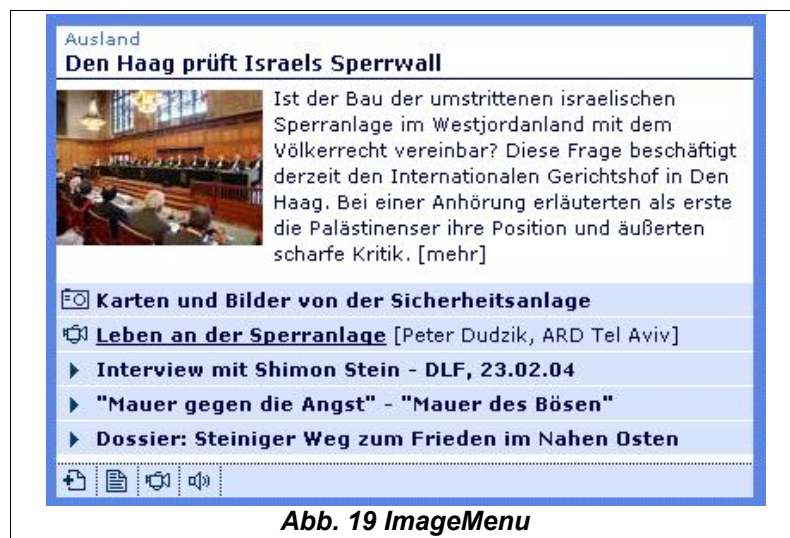 Ausland
Den Haag prüft Israels Sperrwall
Ist der Bau der umstrittenen israelischen
Sperranlage im Westjordanland mit dem
Völkerrecht vereinbar? Diese Frage beschäftigt
derzeit den Internationalen Gerichtshof in Den
Haag. Bei einer Anhörung erläuterten als erste
die Palästinenser ihre Position und äußerten
scharfe Kritik. [mehr]
Karten und Bilder von der Sicherheitsanlage
Leben an der Sperranlage [Peter Dudzik, ARD Tel Aviv]
Interview mit Shimon Stein - DLF, 23.02.04
"Mauer gegen die Angst" - "Mauer des Bösen"
Dossier: Steiniger Weg zum Frieden im Nahen Osten
Abb. 19 ImageMenu